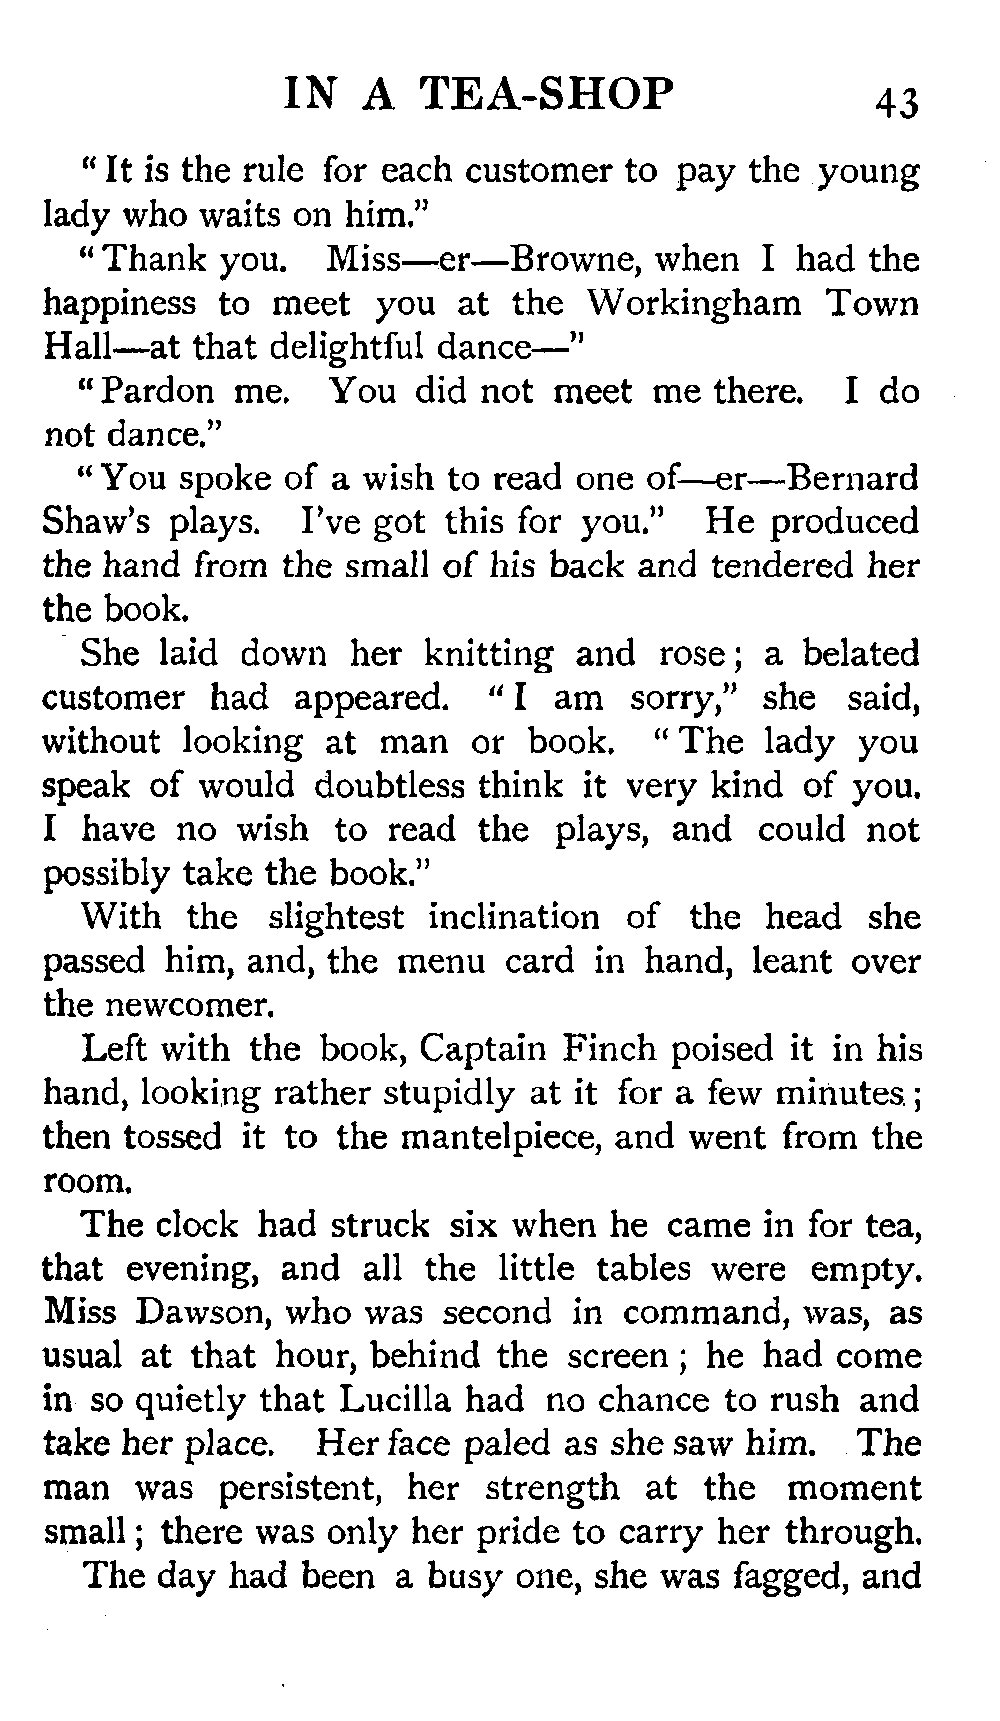 IN A TEA-SHOP 43
“It is the rule for each customer to pay the young
lady who waits on him.”
“Thank you. Miss—er—Browne, when I had the
happiness to meet you at the Workingham Town
Hall—at that delightful dance—”
“Pardon me. You did not meet me there. I do
not dance.”
“You spoke of a wish to read one of—er—Bernard
Shaw’s plays. I’ve got this for you.” He produced
the hand from the small of his back and tendered her
the book.
She laid down her knitting and rose; a belated
customer had appeared. “I am sorry,” she said,
without looking at man or book. “The lady you
speak of would doubtless think it very kind of you.
I have no wish to read the plays, and could not
possibly take the book.”
With the slightest inclination of the head she
passed him, and, the menu card in hand, leant over
the newcomer.
Left with the book, Captain Finch poised it in his
hand, looking rather stupidly at it for a few minutes;
then tossed it to the mantelpiece, and went from the
room.
The clock had struck six when he came in for tea,
that evening, and all the little tables were empty.
Miss Dawson, who was second in command, was, as
usual at that hour, behind the screen; he had come
in so quietly that Lucilla had no chance to rush and
take her place. Her face paled as she saw him. The
man was persistent, her strength at the moment
small; there was only her pride to carry her through.
The day had been a busy one, she was fagged, and